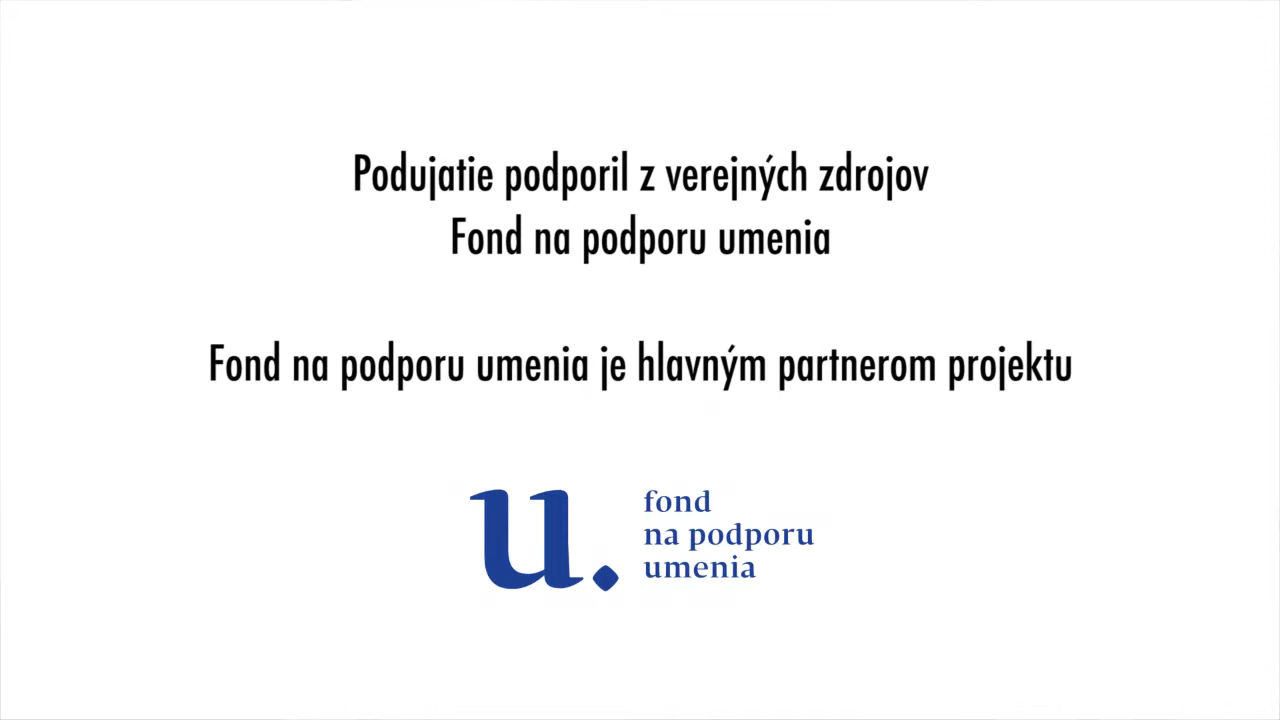 Podujatie podporil z verejných zdrojov
Fond na podporu umenia
Fond na podporu umenia je hlavným partnerom projektu
u.
fond
na podporu
umenia